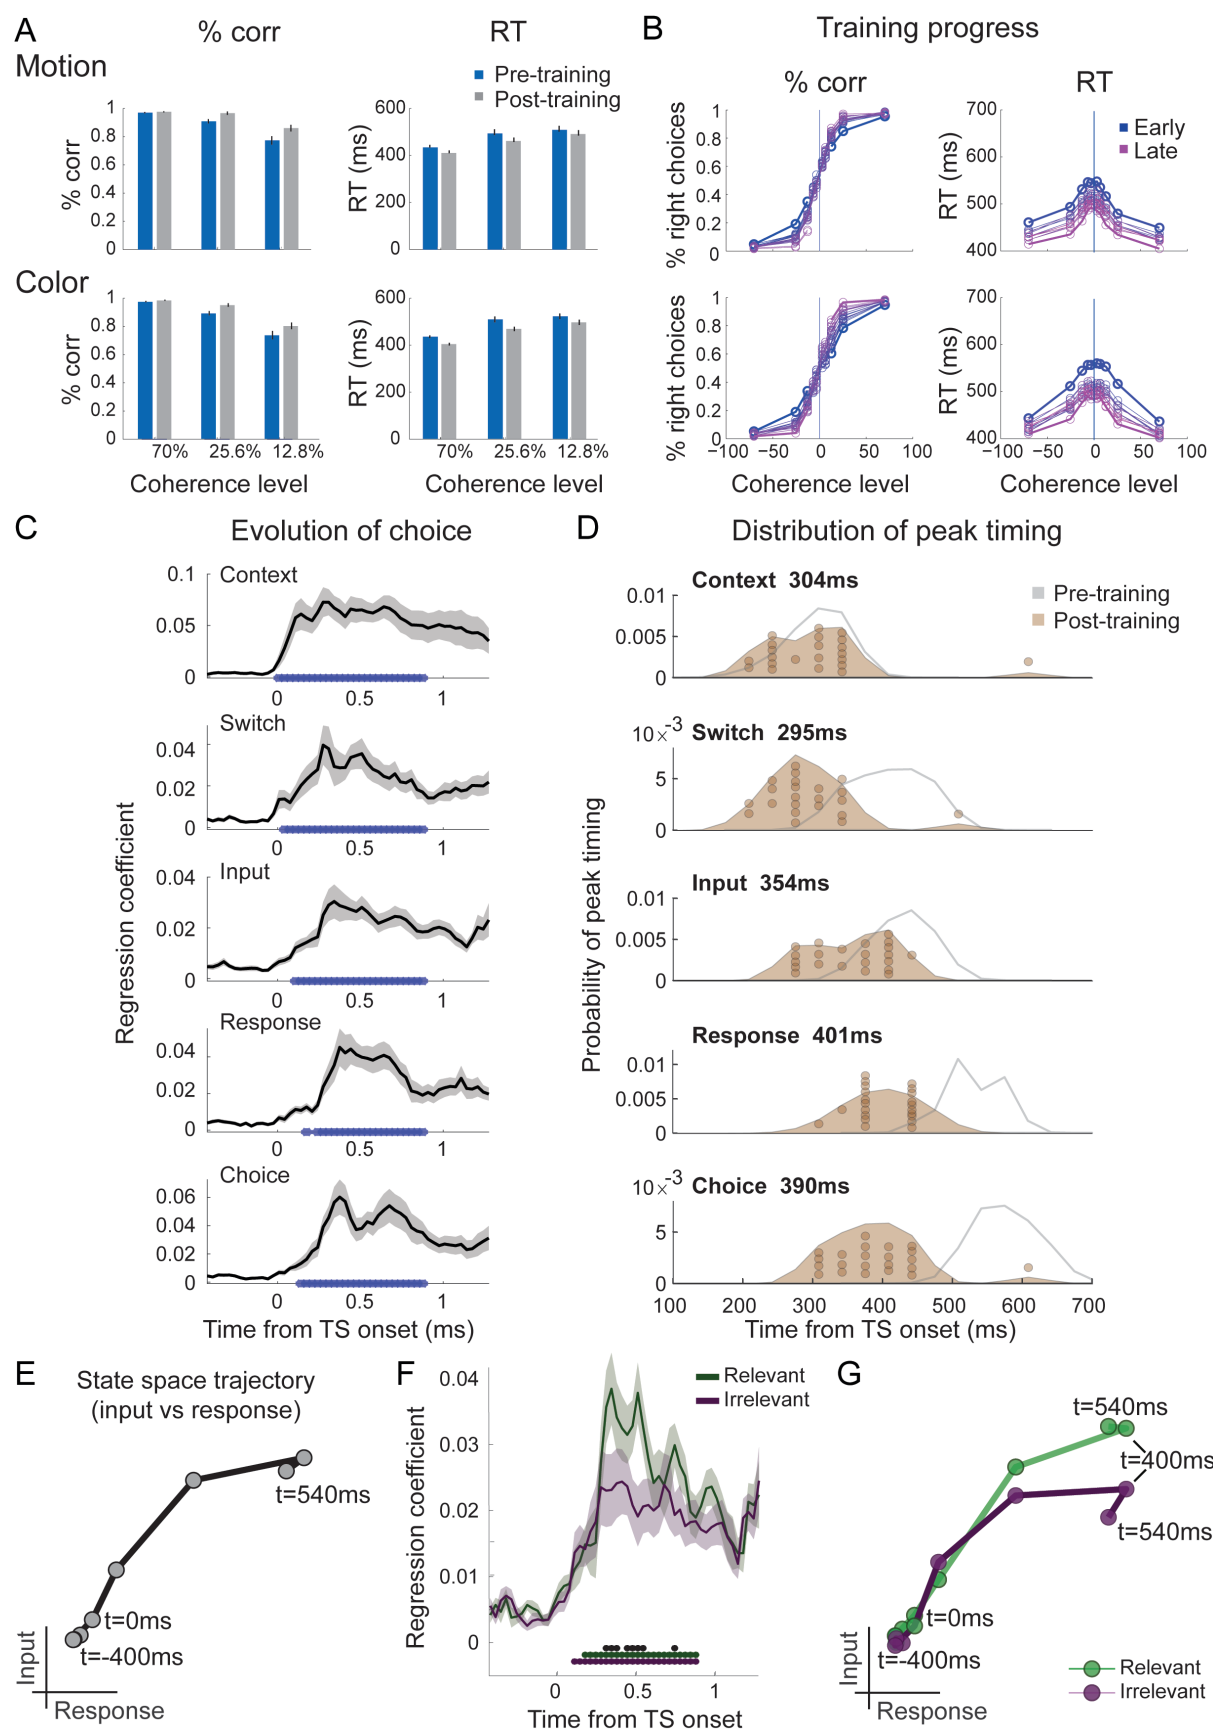 A
% corr
RT
Motion
Pre-training
Post-training
% corr
1
0.8
0.6
0.4
0.2
0
RT (ms)
600
400
200
0
Color
% corr
1
0.8
0.6
0.4
0.2
0
70%
25.6%
12.8%
Coherence level
RT (ms)
600
400
200
0
70%
25.6%
12.8%
Coherence level
B
Training progress
% corr
RT
% right choices
1
0.8
0.6
0.4
0.2
0
RT (ms)
700
600
500
400
Early
Late
% right choices
1
0.8
0.6
0.4
0.2
0
−100
−50
0
50
100
Coherence level
RT (ms)
700
600
500
400
−100
−50
0
50
100
Coherence level
C
Evolution of choice
Regression coefficient
Context
0.1
0.05
0
0
0.5
1
Switch
0.04
0.02
0
0
0.5
1
Input
0.04
0.02
0
0
0.5
1
Response
0.04
0.02
0
0
0.5
1
Choice
0.06
0.04
0.02
0
0
0.5
1
Time from TS onset (ms)
D
Distribution of peak timing
Probability of peak timing
Context 304ms
Pre-training
Post-training
0.01
0.005
0
Switch 295ms
10×-3
5
0
Input 354ms
0.01
0.005
0
Response 401ms
0.01
0.005
0
Choice 390ms
10×-3
5
0
100
200
300
400
500
600
700
Time from TS onset (ms)
E
State space trajectory
(input vs response)
t=540ms
t=0ms
t=-400ms
Input
Response
F
Regression coefficient
0.04
0.03
0.02
0.01
0
Relevant
Irrelevant
0
0.5
1
Time from TS onset
G
t=540ms
t=400ms
t=540ms
t=0ms
t=-400ms
Input
Response
Relevant
Irrelevant